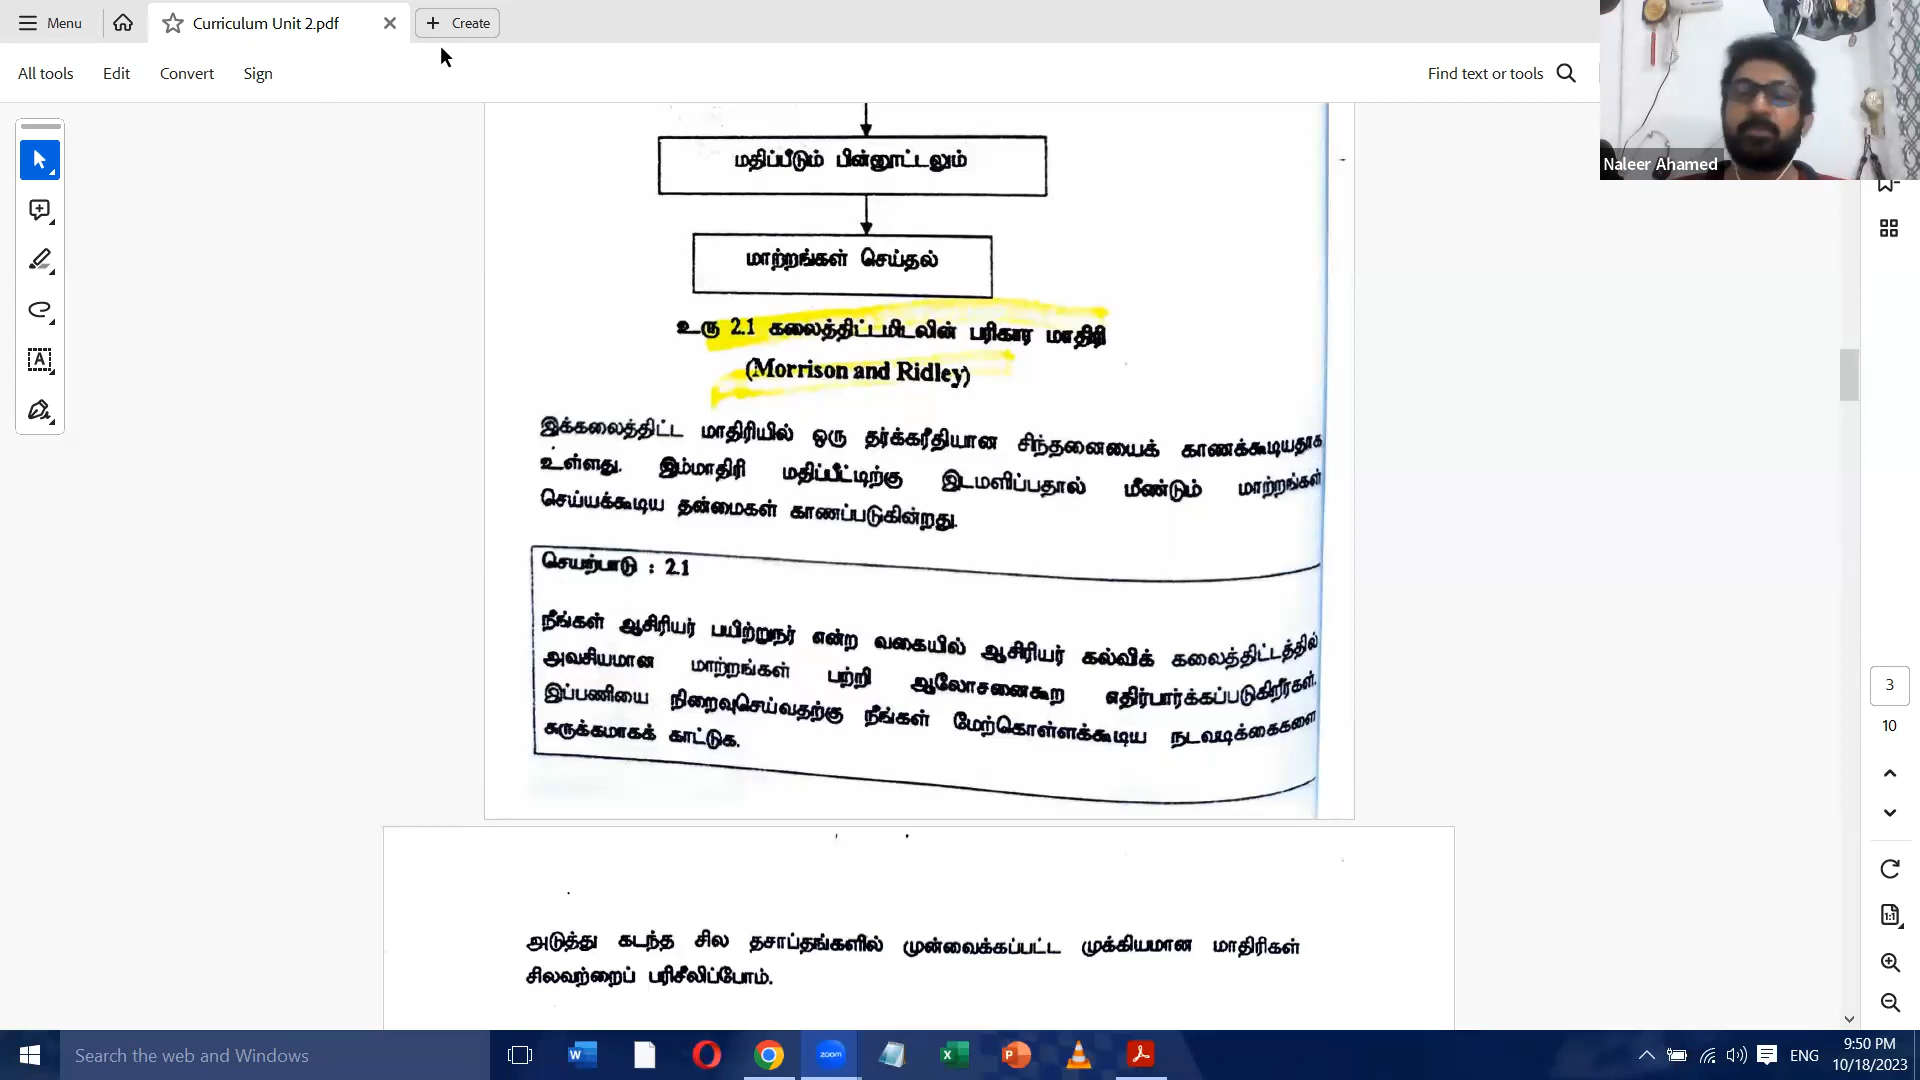 Menu
Curriculum Unit 2.pdf
Create
All tools
Edit
Convert
Sign
Find text or tools
Naleer Ahamed
மதிப்பீடும் பின்னூட்டலும்
மாற்றங்கள் செய்தல்
உரு 2.1 கலைத்திட்டமிடலின் பரிகார மாதிரி
(Morrison and Ridley)
இக்கலைத்திட்ட மாதிரியில் ஒரு தர்க்கரீதியான சிந்தனையைக் காணக்கூடியதாக
உள்ளது. இம்மாதிரி மதிப்பீட்டிற்கு இடமளிப்பதால் மீண்டும் மாற்றங்கள்
செய்யக்கூடிய தன்மைகள் காணப்படுகின்றது.
செயற்பாடு : 2.1
நீங்கள் ஆசிரியர் பயிற்றுநர் என்ற வகையில் ஆசிரியர் கல்விக் கலைத்திட்டத்தில்
அவசியமான மாற்றங்கள் பற்றி ஆலோசனைகூற எதிர்பார்க்கப்படுகிறீர்கள்.
இப்பணியை நிறைவுசெய்வதற்கு நீங்கள் மேற்கொள்ளக்கூடிய நடவடிக்கைகளை
சுருக்கமாகக் காட்டுக.
அடுத்து கடந்த சில தசாப்தங்களில் முன்வைக்கப்பட்ட முக்கியமான மாதிரிகள்
சிலவற்றைப் பரிசீலிப்போம்.
3
10
Search the web and Windows
zoom
ENG
9:50 PM
10/18/2023